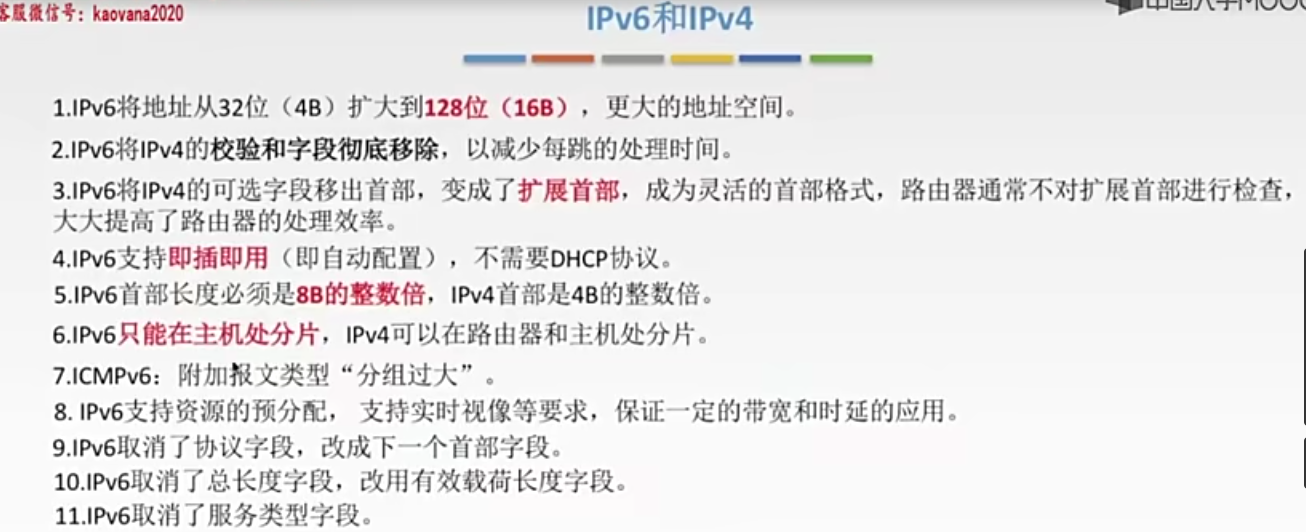 客服微信号：kaovana2020
IPv6和IPv4
中国大学MOOC
1.IPv6将地址从32位（4B）扩大到128位（16B），更大的地址空间。
2.IPv6将IPv4的校验和字段彻底移除，以减少每跳的处理时间。
3.IPv6将IPv4的可选字段移出首部，变成了扩展首部，成为灵活的首部格式，路由器通常不对扩展首部进行检查，
大大提高了路由器的处理效率。
4.IPv6支持即插即用（即自动配置），不需要DHCP协议。
5.IPv6首部长度必须是8B的整数倍，IPv4首部是4B的整数倍。
6.IPv6只能在主机处分片，IPv4可以在路由器和主机处分片。
7.ICMPv6：附加报文类型“分组过大”。
8. IPv6支持资源的预分配， 支持实时视像等要求，保证一定的带宽和时延的应用。
9.IPv6取消了协议字段，改成下一个首部字段。
10.IPv6取消了总长度字段，改用有效载荷长度字段。
11.IPv6取消了服务类型字段。